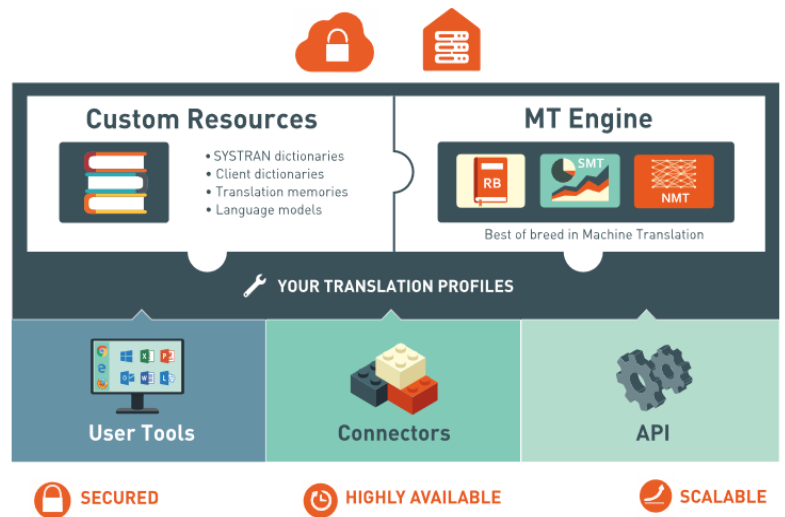 Custom Resources
• SYSTRAN dictionaries
• Client dictionaries
• Translation memories
• Language models
MT Engine
RB
SMT
NMT
Best of breed in Machine Translation
YOUR TRANSLATION PROFILES
User Tools
Connectors
API
SECURED
HIGHLY AVAILABLE
SCALABLE